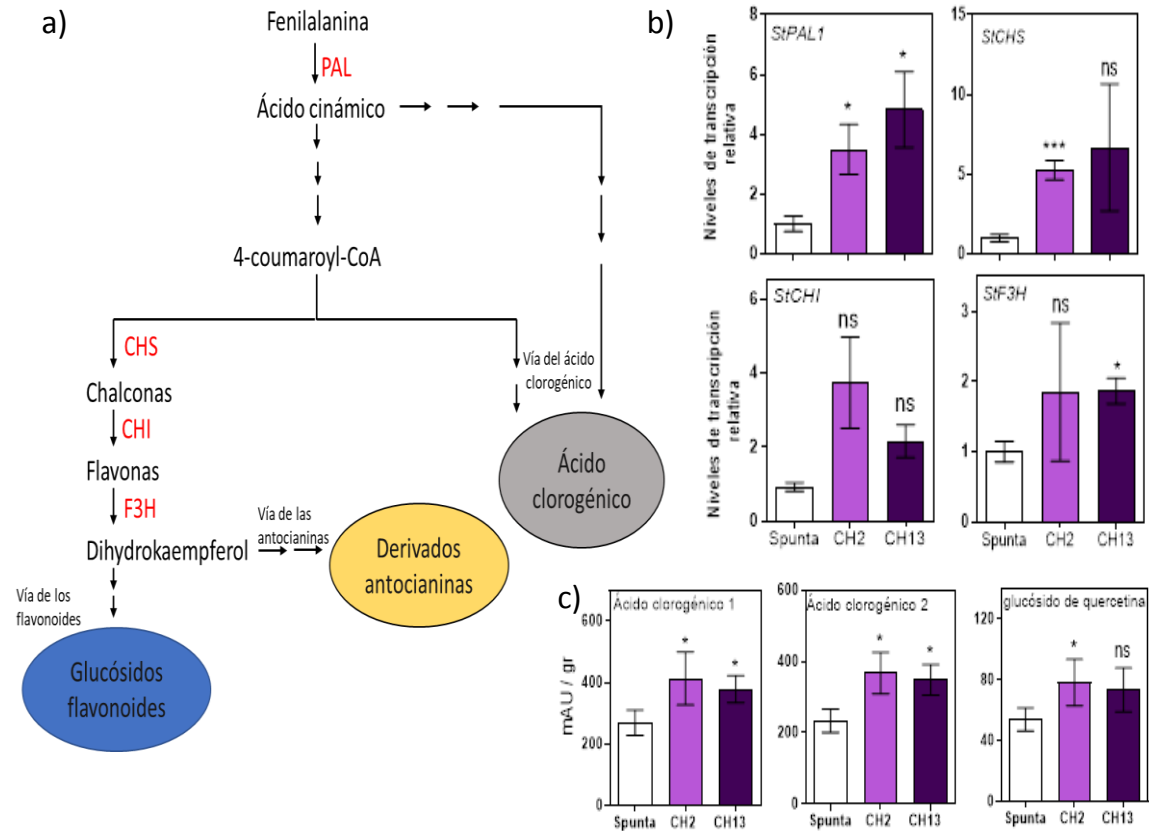 a)
Fenilalanina
PAL
Ácido cinámico
4-coumaroyl-CoA
CHS
Chalconas
CHI
Flavonas
F3H
Dihydrokaempferol
Vía de los
flavonoides
Glucósidos
flavonoides
Vía de las
antocianinas
Derivados
antocianinas
Vía del ácido
clorogénico
Ácido
clorogénico
b)
Niveles de transcripción
relativa
StPAL1
8
6
4
2
0
*
*
StCHS
15
10
5
0
***
ns
Niveles de transcripción
relativa
StCHI
6
4
2
0
ns
ns
Spunta CH2 CH13
StF3H
3
2
1
0
ns
*
Spunta CH2 CH13
c)
mAU / gr
Ácido clorogénico 1
600
400
200
0
*
*
Spunta CH2 CH13
Ácido clorogénico 2
600
400
200
0
*
*
Spunta CH2 CH13
glucósido de quercetina
120
80
40
0
*
ns
Spunta CH2 CH13